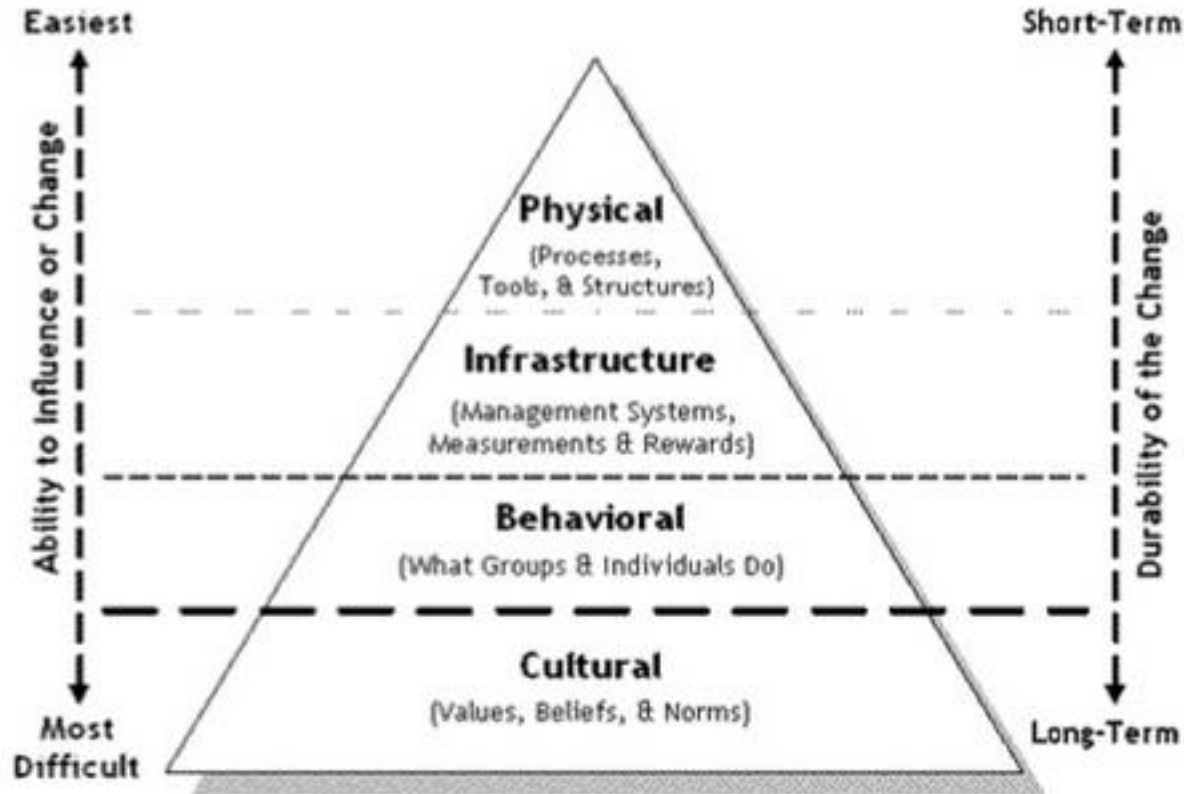 Easiest
Short-Term
Ability to Influence or Change
Durability of the Change
Physical
(Processes,
Tools, & Structures)
Infrastructure
(Management Systems,
Measurements & Rewards)
Behavioral
(What Groups & Individuals Do)
Cultural
(Values, Beliefs, & Norms)
Most
Difficult
Long-Term